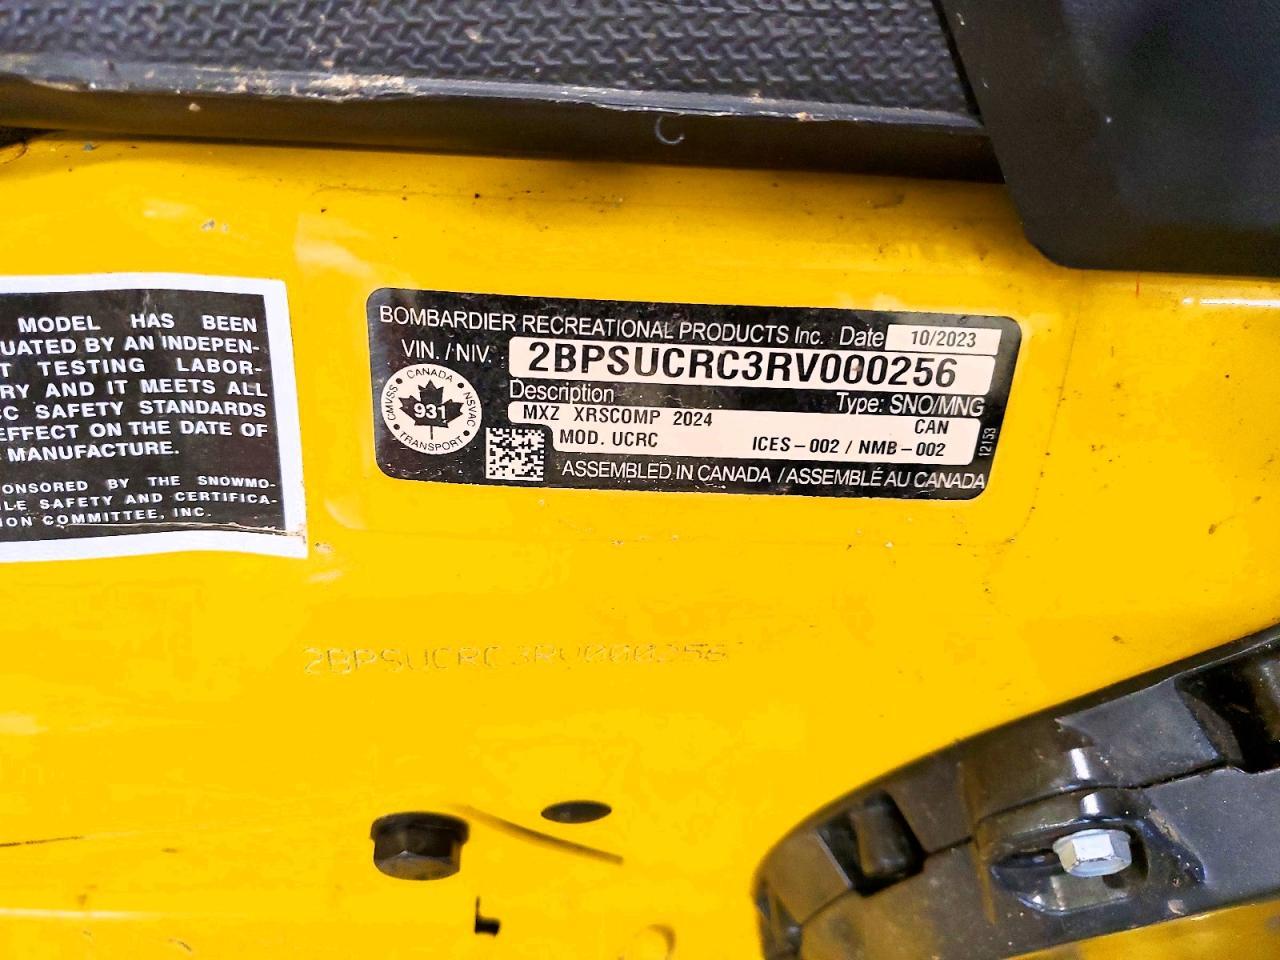 MODEL HAS BEEN
UATED BY AN INDEPEN-
T TESTING LABOR-
RY AND IT MEETS ALL
SC SAFETY STANDARDS
EFFECT ON THE DATE OF
MANUFACTURE.
ONSORED BY THE SNOWMO-
ILE SAFETY AND CERTIFICA-
ION COMMITTEE, INC.
BOMBARDIER RECREATIONAL PRODUCTS Inc. Date 10/2023
VIN. / NIV. 2BPSUCRC3RV000256
Description Type: SNO/MNG
MXZ XRSCOMP 2024 CAN
MOD. UCRC ICES-002 / NMB-002
ASSEMBLED IN CANADA / ASSEMBLÉ AU CANADA
CANADA
CMVSS
931
NSVAC
TRANSPORT
12133
2BPSUCRC3RV000256